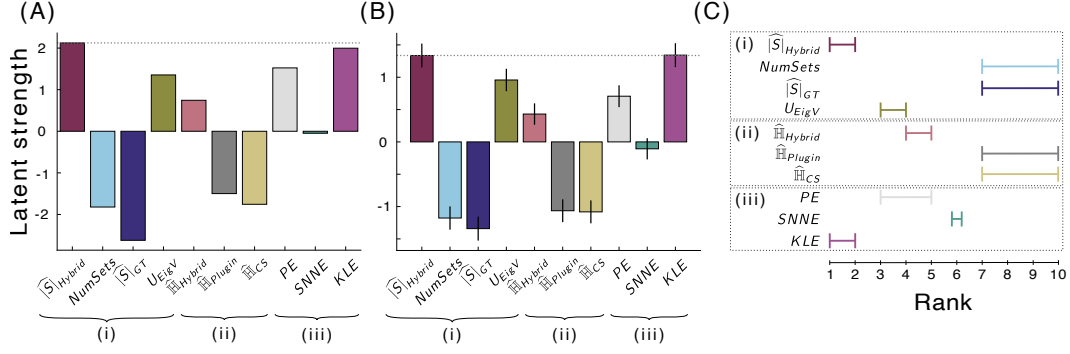 (A)
Latent strength
2
1
0
-1
-2
|Ŝ|Hybrid
NumSets
|Ŝ|GT
UEigV
ℍ̂Hybrid
ℍ̂Plugin
ℍ̂CS
PE
SNNE
KLE
(i)
(ii)
(iii)
(B)
1
0
-1
|Ŝ|Hybrid
NumSets
|Ŝ|GT
UEigV
ℍ̂Hybrid
ℍ̂Plugin
ℍ̂CS
PE
SNNE
KLE
(i)
(ii)
(iii)
(C)
(i)
|Ŝ|Hybrid
NumSets
|Ŝ|GT
UEigV
(ii)
ℍ̂Hybrid
ℍ̂Plugin
ℍ̂CS
(iii)
PE
SNNE
KLE
1 2 3 4 5 6 7 10
Rank